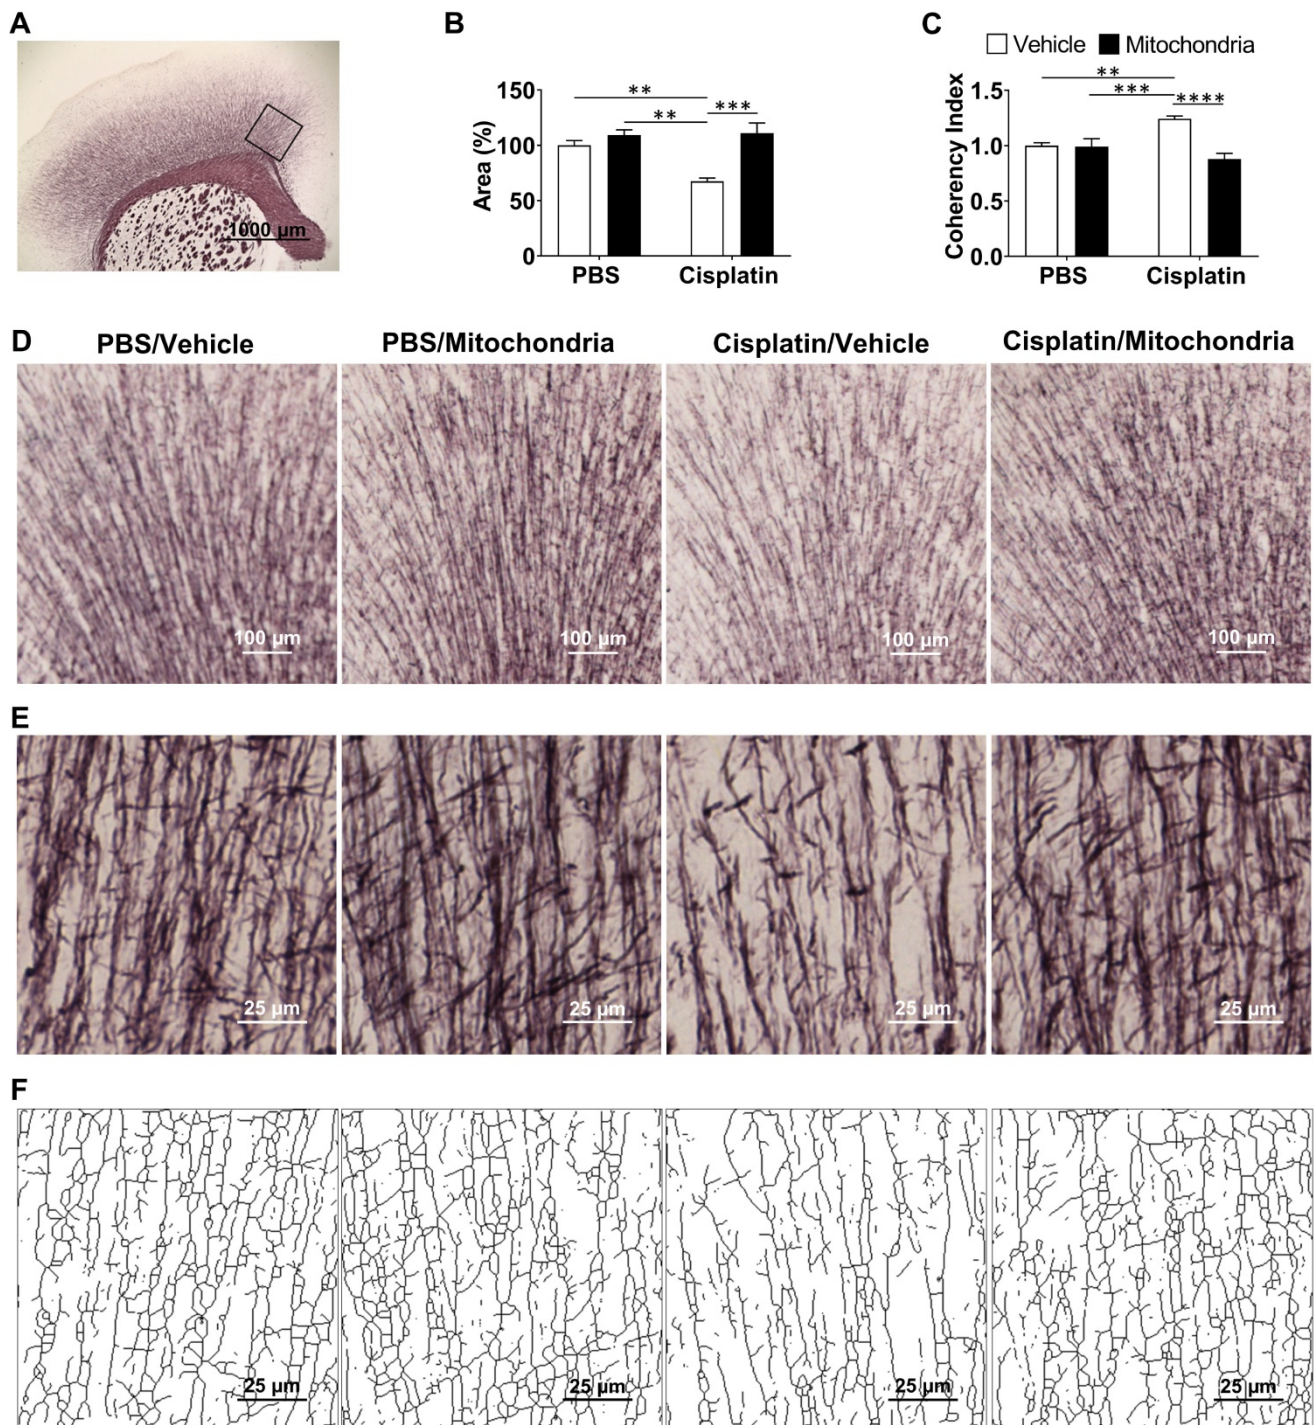 A
1000 µm
B
Area (%)
150
100
50
0
**
**
***
PBS
Cisplatin
C
Vehicle
Mitochondria
Coherency Index
1.5
1.0
0.5
0.0
**
***
****
PBS
Cisplatin
D
PBS/Vehicle
PBS/Mitochondria
Cisplatin/Vehicle
Cisplatin/Mitochondria
100 µm
100 µm
100 µm
100 µm
E
25 µm
25 µm
25 µm
25 µm
F
25 µm
25 µm
25 µm
25 µm